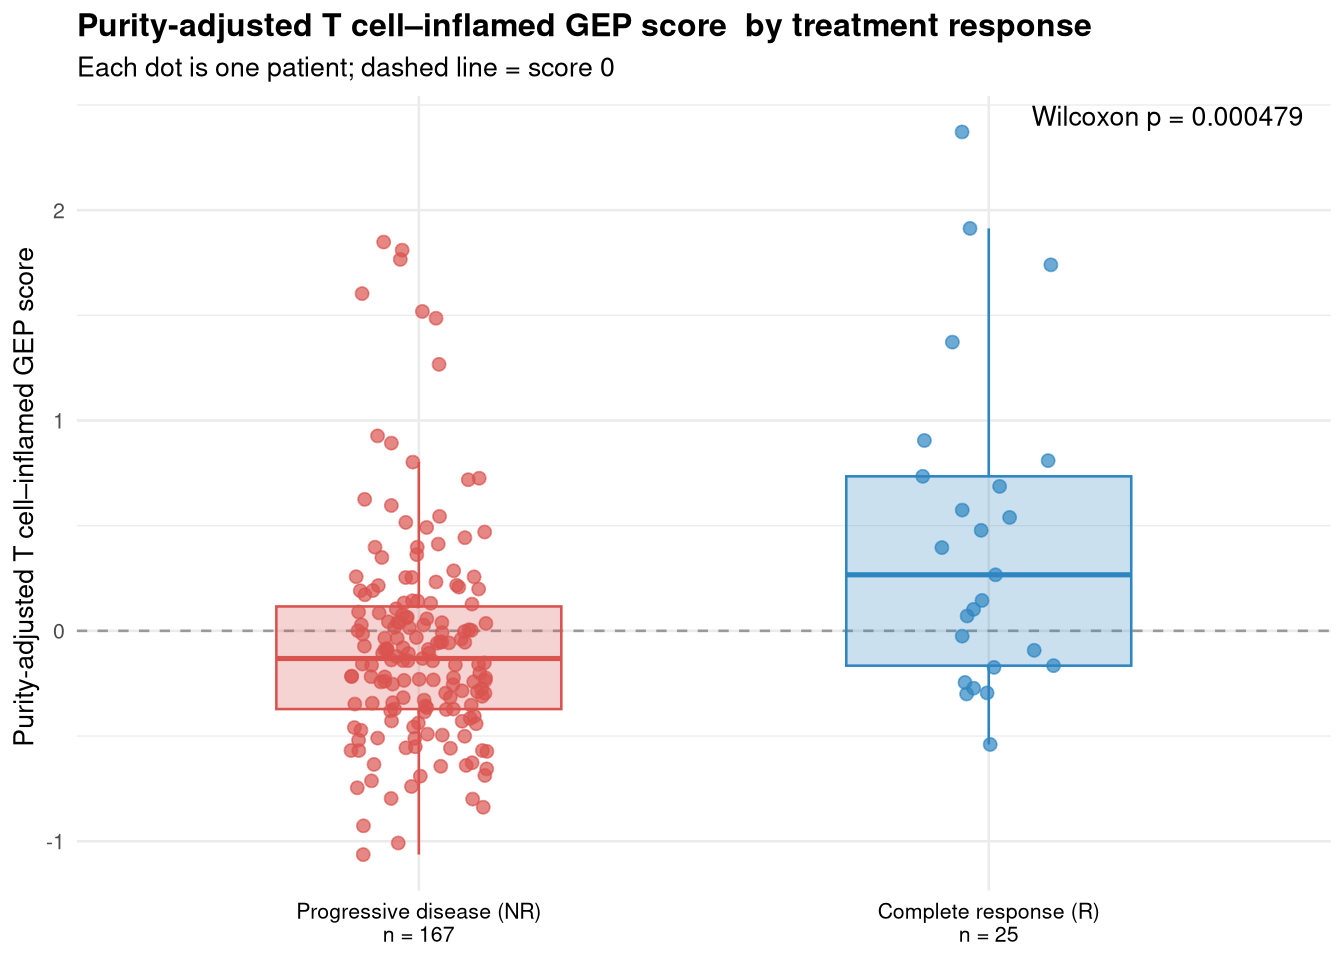 Purity-adjusted T cell–inflamed GEP score  by treatment response
Each dot is one patient; dashed line = score 0
Wilcoxon p = 0.000479
Purity-adjusted T cell–inflamed GEP score
2
1
0
-1
Progressive disease (NR)
n = 167
Complete response (R)
n = 25